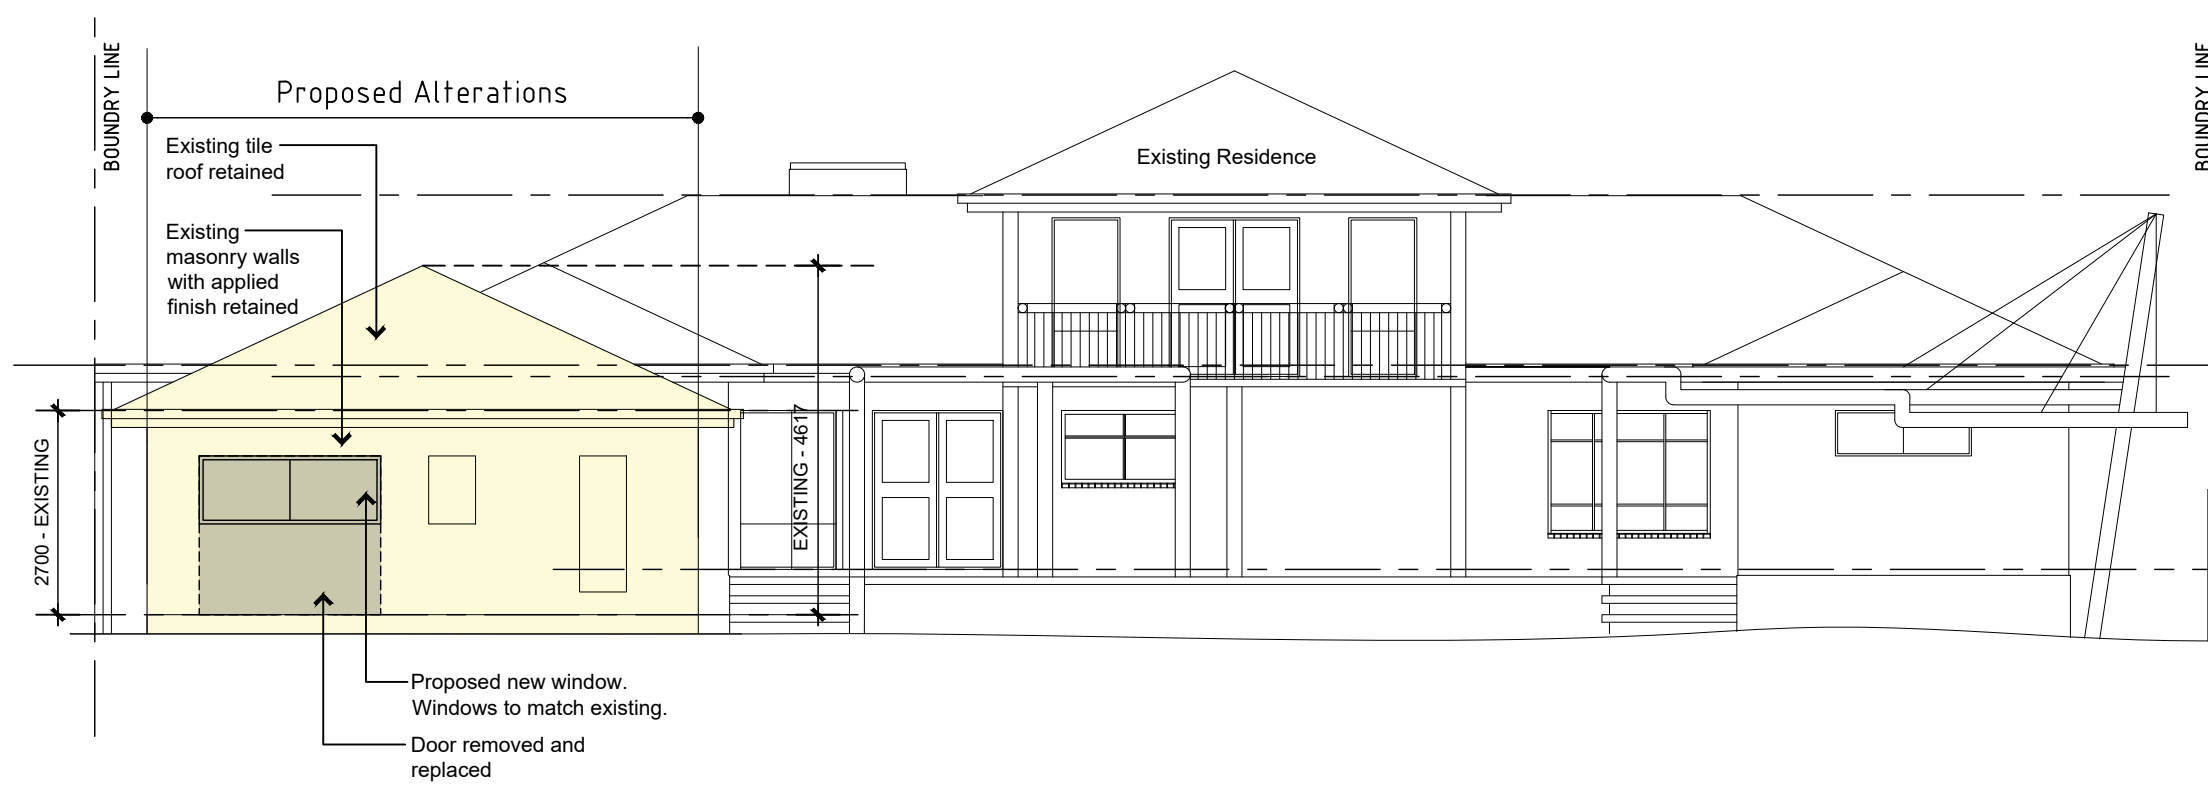 BOUNDRY LINE
Proposed Alterations
Existing tile
roof retained
Existing
masonry walls
with applied
finish retained
2700 - EXISTING
EXISTING - 4617
Existing Residence
BOUNDRY LINE
Proposed new window.
Windows to match existing.
Door removed and
replaced